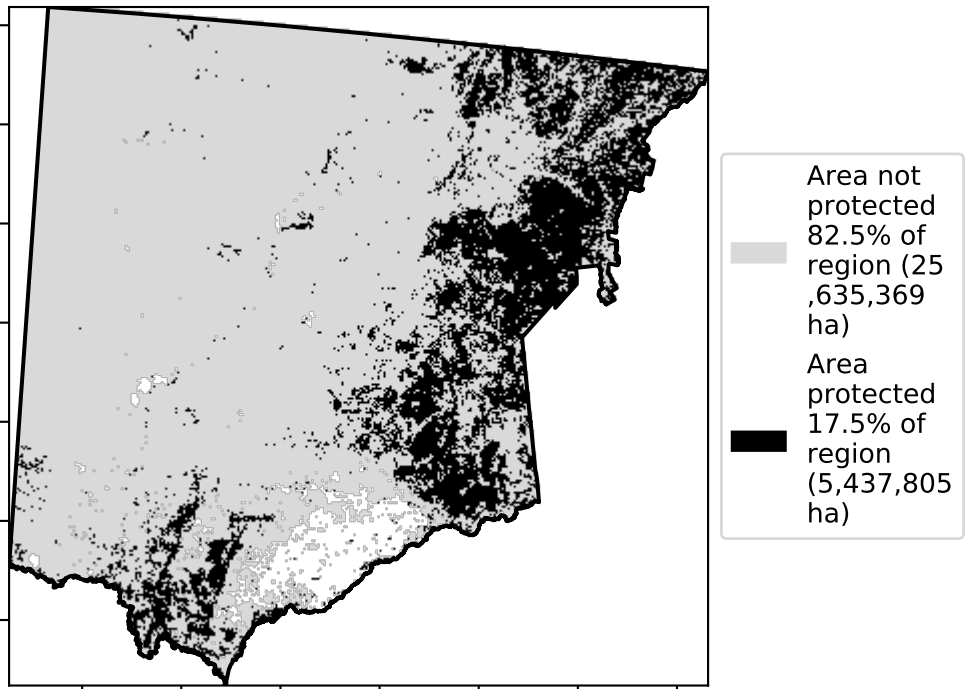 Area not
protected
82.5% of
region (25
,635,369
ha)
Area
protected
17.5% of
region
(5,437,805
ha)